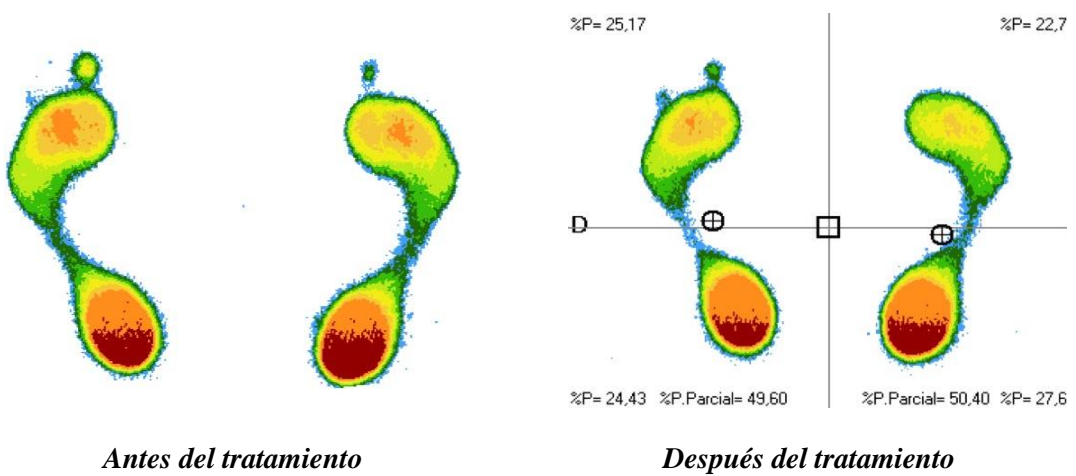 %P= 25,17
%P= 22,7
D
%P= 24,43 %P.Parcial= 49,60
%P.Parcial= 50,40 %P= 27,6
Antes del tratamiento
Después del tratamiento